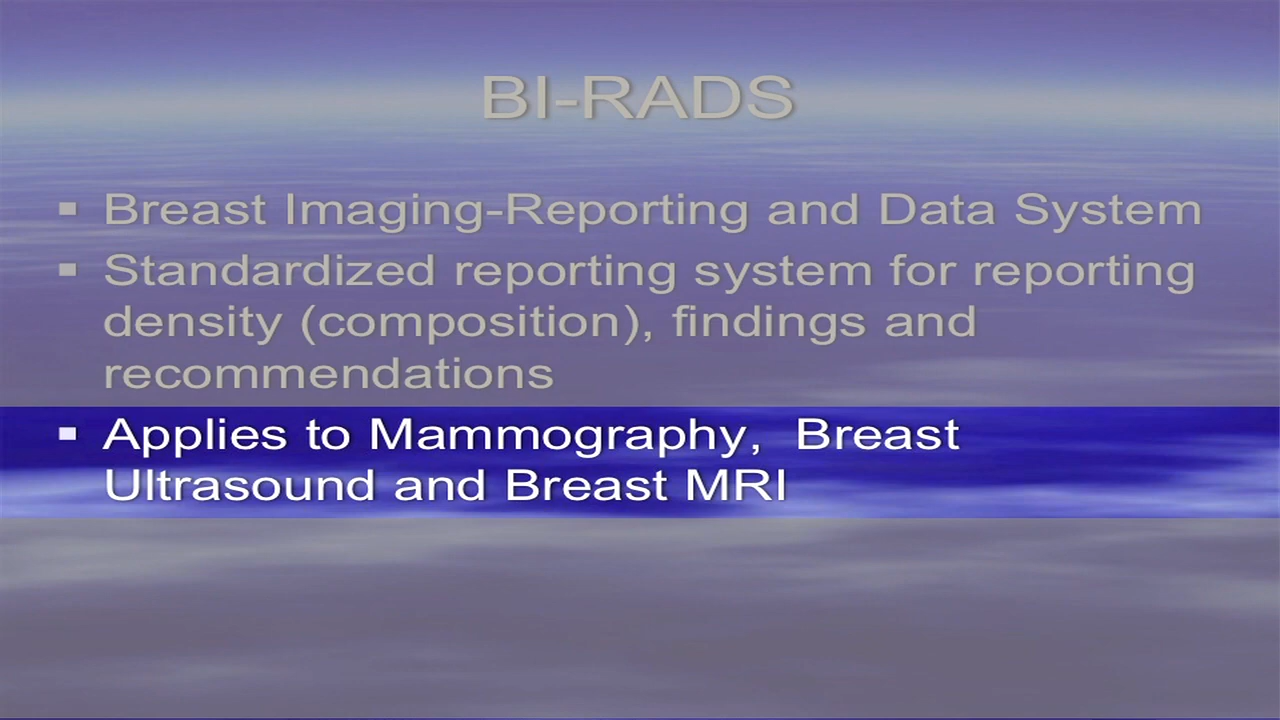 BI-RADS
▪ Breast Imaging-Reporting and Data System
▪ Standardized reporting system for reporting
density (composition), findings and
recommendations
▪ Applies to Mammography,  Breast
Ultrasound and Breast MRI